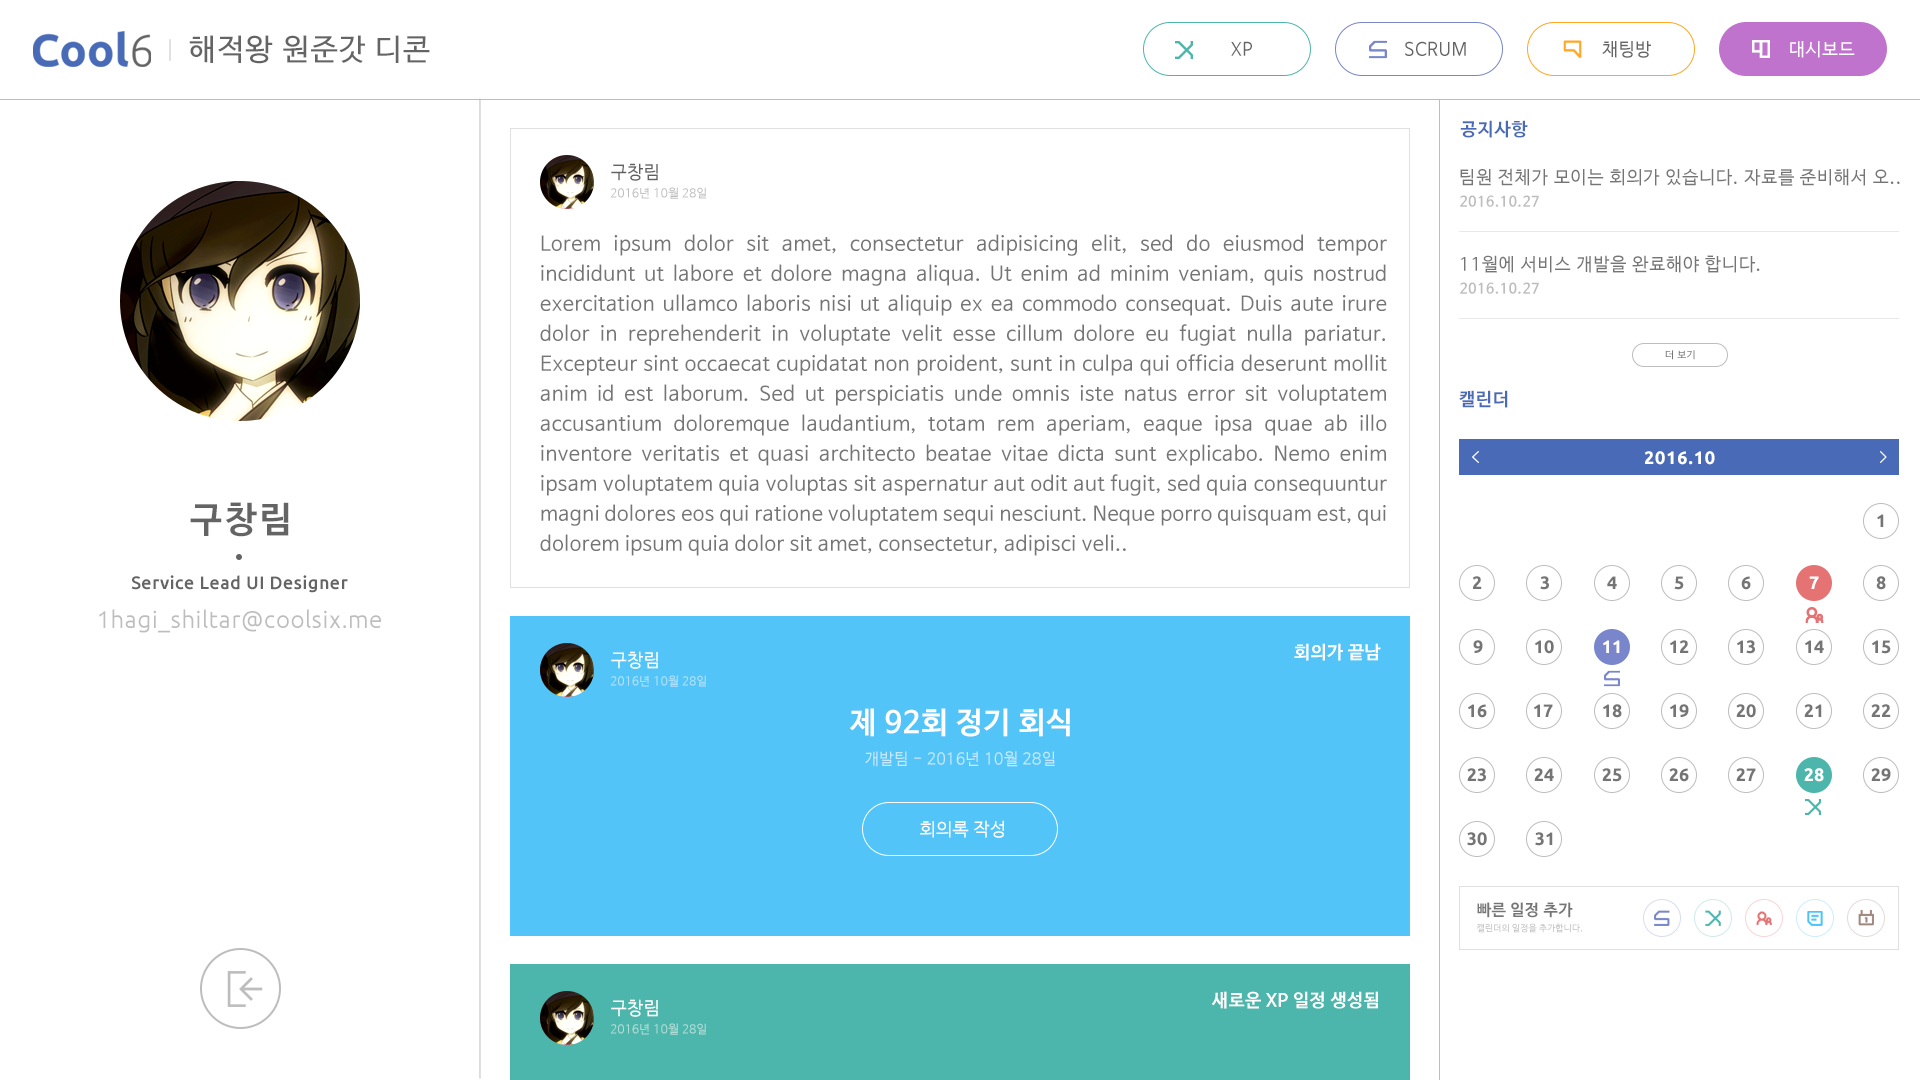 Cool6 해적왕 원준갓 디콘
XP
SCRUM
채팅방
대시보드
구창림
Service Lead UI Designer
1hagi_shiltar@coolsix.me
구창림
2016년 10월 28일
Lorem ipsum dolor sit amet, consectetur adipisicing elit, sed do eiusmod tempor
incididunt ut labore et dolore magna aliqua. Ut enim ad minim veniam, quis nostrud
exercitation ullamco laboris nisi ut aliquip ex ea commodo consequat. Duis aute irure
dolor in reprehenderit in voluptate velit esse cillum dolore eu fugiat nulla pariatur.
Excepteur sint occaecat cupidatat non proident, sunt in culpa qui officia deserunt mollit
anim id est laborum. Sed ut perspiciatis unde omnis iste natus error sit voluptatem
accusantium doloremque laudantium, totam rem aperiam, eaque ipsa quae ab illo
inventore veritatis et quasi architecto beatae vitae dicta sunt explicabo. Nemo enim
ipsam voluptatem quia voluptas sit aspernatur aut odit aut fugit, sed quia consequuntur
magni dolores eos qui ratione voluptatem sequi nesciunt. Neque porro quisquam est, qui
dolorem ipsum quia dolor sit amet, consectetur, adipisci veli..
구창림
2016년 10월 28일
회의가 끝남
제 92회 정기 회식
개발팀 - 2016년 10월 28일
회의록 작성
구창림
2016년 10월 28일
새로운 XP 일정 생성됨
공지사항
팀원 전체가 모이는 회의가 있습니다. 자료를 준비해서 오..
2016.10.27
11월에 서비스 개발을 완료해야 합니다.
2016.10.27
더 보기
캘린더
2016.10
1
2 3 4 5 6 7 8
9 10 11 12 13 14 15
16 17 18 19 20 21 22
23 24 25 26 27 28 29
30 31
빠른 일정 추가
캘린더의 일정을 추가합니다.
1